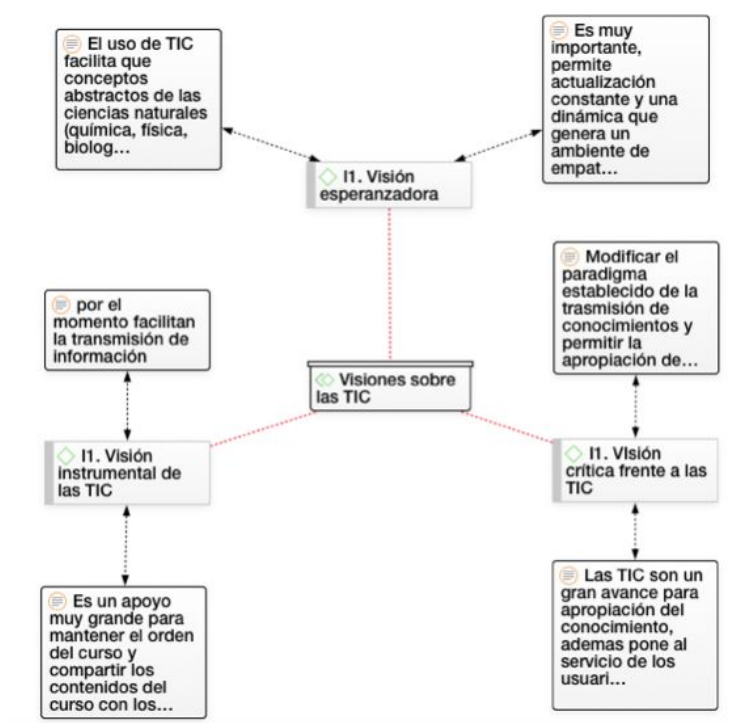 El uso de TIC
facilita que
conceptos
abstractos de las
ciencias naturales
(química, física,
biolog...
Es muy
importante,
permite
actualización
constante y una
dinámica que
genera un
ambiente de
empat...
I1. Visión
esperanzadora
por el
momento facilitan
la transmisión de
información
Modificar el
paradigma
establecido de la
trasmisión de
conocimientos y
permitir la
apropiación de...
Visiones sobre
las TIC
I1. Visión
instrumental de
las TIC
I1. VIsión
crítica frente a las
TIC
Es un apoyo
muy grande para
mantener el orden
del curso y
compartir los
contenidos del
curso con los...
Las TIC son un
gran avance para
apropiación del
conocimiento,
ademas pone al
servicio de los
usuari...